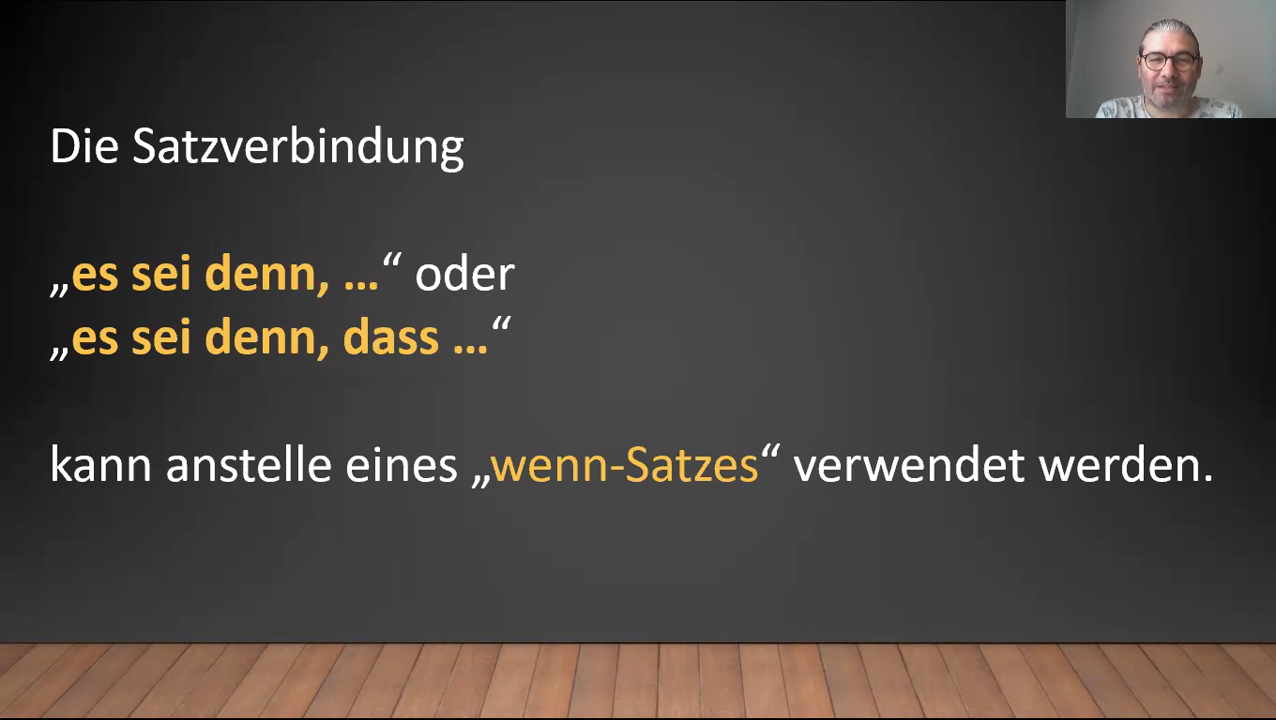 Die Satzverbindung
„es sei denn, …“ oder
„es sei denn, dass …“
kann anstelle eines „wenn-Satzes“ verwendet werden.